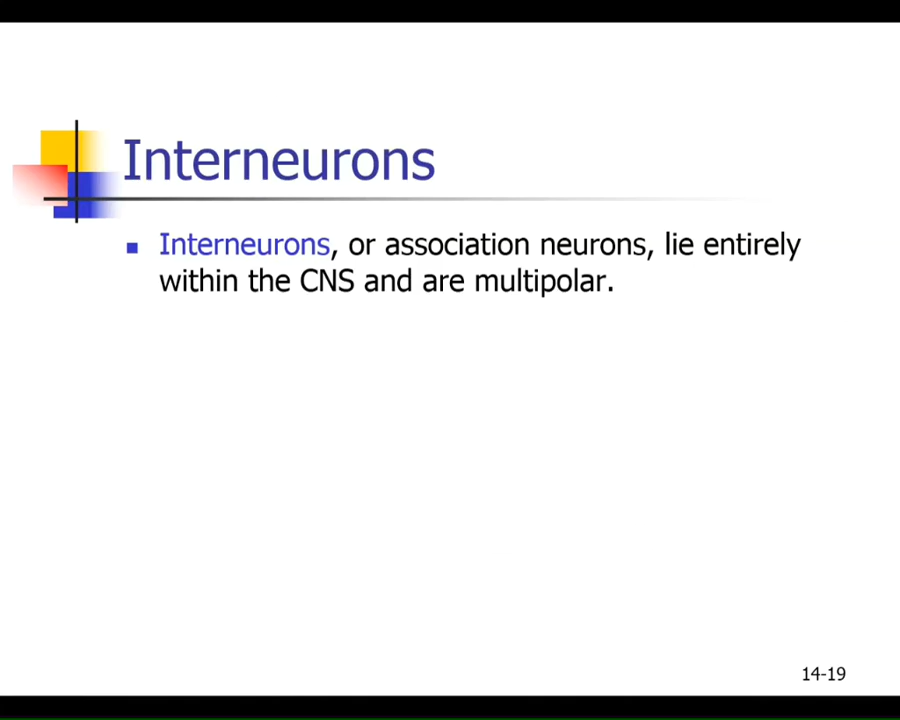 Interneurons
Interneurons, or association neurons, lie entirely
within the CNS and are multipolar.
14-19